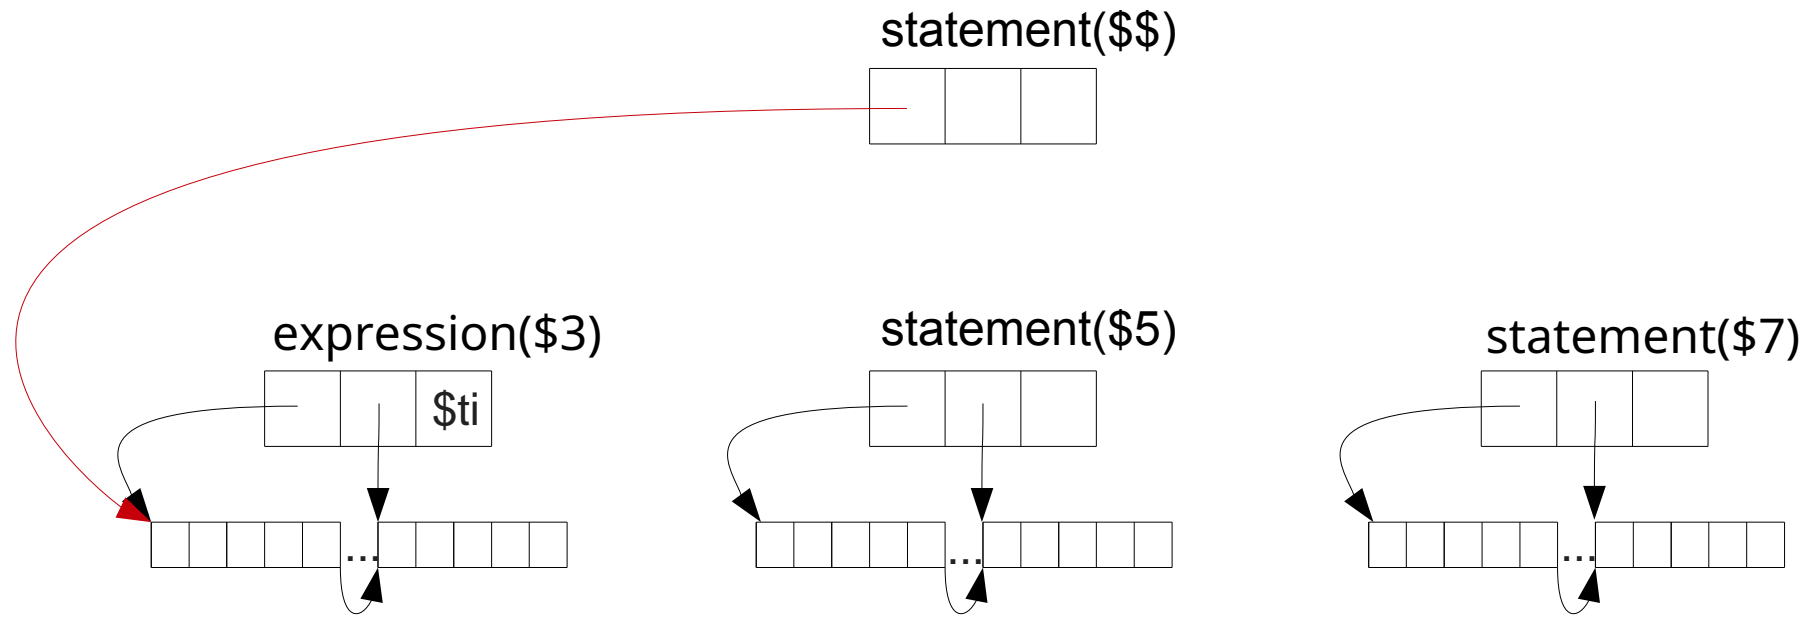 statement($$)
expression($3)
statement($5)
statement($7)
$ti
...
...
...